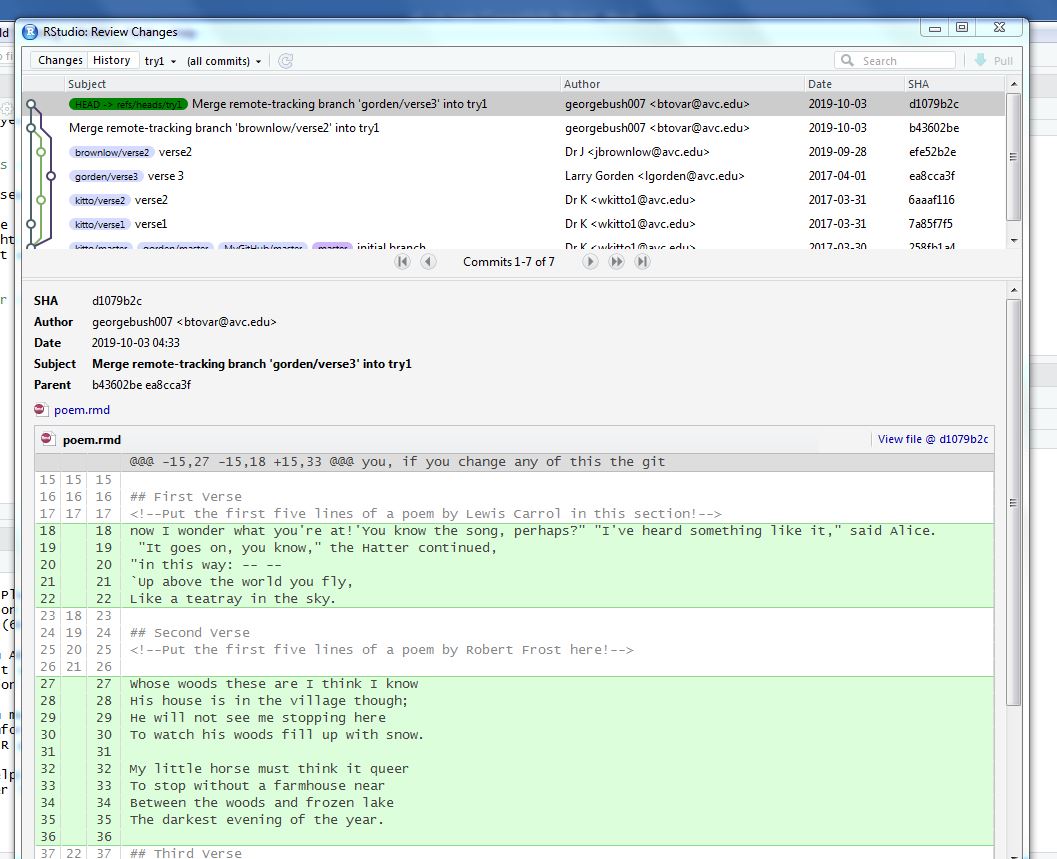 RStudio: Review Changes
Changes History try1 (all commits) Search Pull
Subject Author Date SHA
HEAD -> refs/heads/try1 Merge remote-tracking branch 'gorden/verse3' into try1 georgebush007 <btovar@avc.edu> 2019-10-03 d1079b2c
Merge remote-tracking branch 'brownlow/verse2' into try1 georgebush007 <btovar@avc.edu> 2019-10-03 b43602be
brownlow/verse2 verse2 Dr J <jbrownlow@avc.edu> 2019-09-28 efe52b2e
gorden/verse3 verse 3 Larry Gorden <lgorden@avc.edu> 2017-04-01 ea8cca3f
kitto/verse2 verse2 Dr K <wkitto1@avc.edu> 2017-03-31 6aaaf116
kitto/verse1 verse1 Dr K <wkitto1@avc.edu> 2017-03-31 7a85f7f5
kitto/master gorden/master MyGitHub/master master initial branch Dr K <wkitto1@avc.edu> 2017-03-30 258fb1a4
Commits 1-7 of 7
SHA d1079b2c
Author georgebush007 <btovar@avc.edu>
Date 2019-10-03 04:33
Subject Merge remote-tracking branch 'gorden/verse3' into try1
Parent b43602be ea8cca3f
poem.rmd
poem.rmd View file @ d1079b2c
@@@ -15,27 -15,18 +15,33 @@@ you, if you change any of this the git
15 15 15
16 16 16 ## First Verse
17 17 17 <!--Put the first five lines of a poem by Lewis Carrol in this section!-->
18 18 now I wonder what you're at!'You know the song, perhaps?" "I've heard something like it," said Alice.
19 19 "It goes on, you know," the Hatter continued,
20 20 "in this way: -- --
21 21 `Up above the world you fly,
22 22 Like a teatray in the sky.
23 18 23
24 19 24 ## Second Verse
25 20 25 <!--Put the first five lines of a poem by Robert Frost here!-->
26 21 26
27 27 Whose woods these are I think I know
28 28 His house is in the village though;
29 29 He will not see me stopping here
30 30 To watch his woods fill up with snow.
31 31
32 32 My little horse must think it queer
33 33 To stop without a farmhouse near
34 34 Between the woods and frozen lake
35 35 The darkest evening of the year.
36 36
37 22 37 ## Third Verse